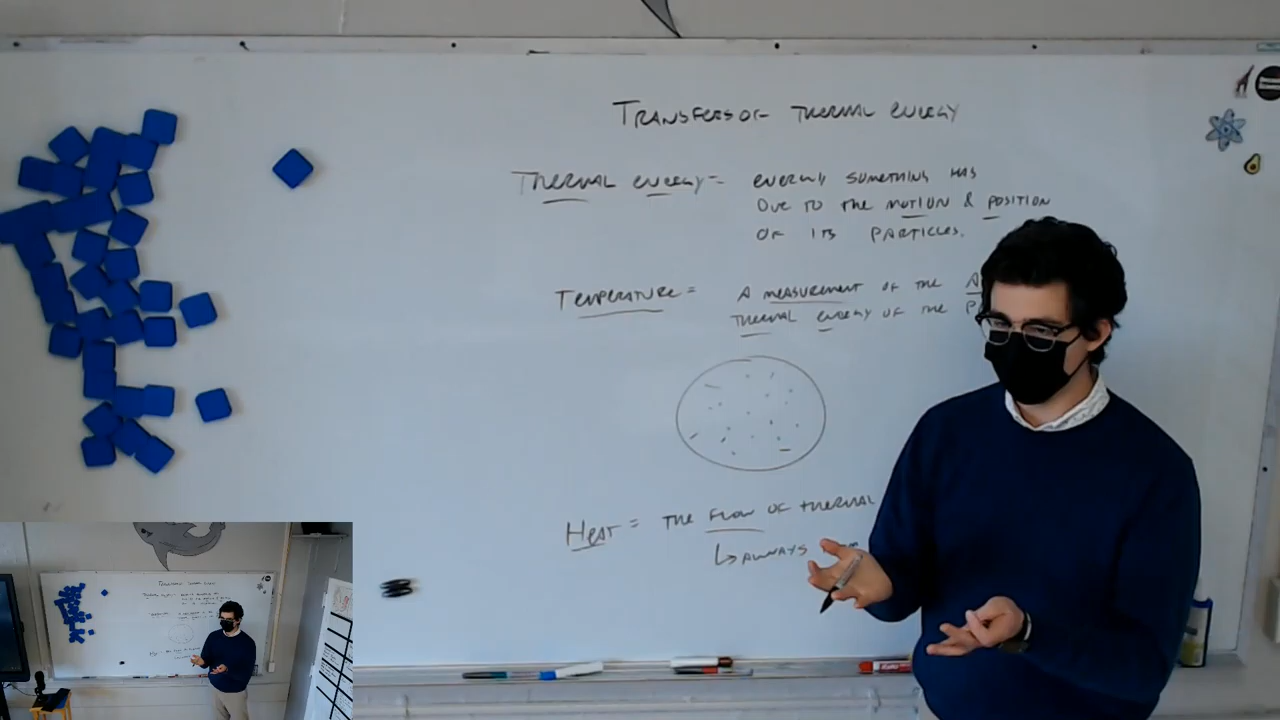 TRANSFERS OF THERMAL ENERGY
THERMAL ENERGY = ENERGY SOMETHING HAS
DUE TO THE MOTION & POSITION
OF ITS PARTICLES.
TEMPERATURE = A MEASUREMENT OF THE A
THERMAL ENERGY OF THE P
HEAT = THE FLOW OF THERMAL
↳ ALWAYS